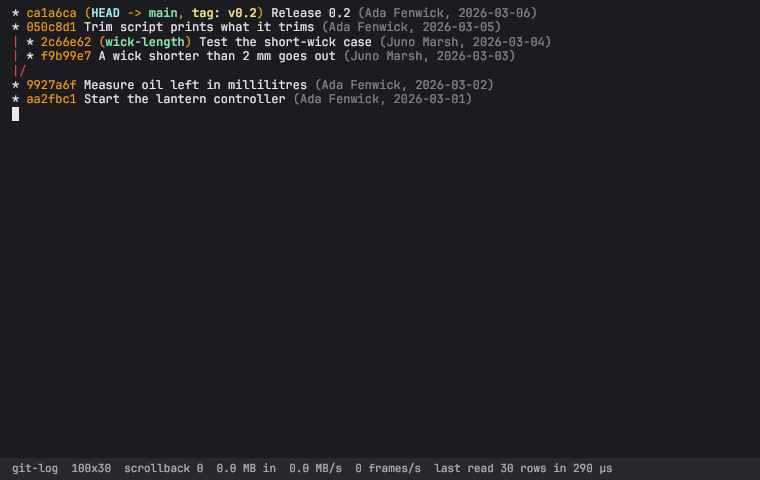 * ca1a6ca (HEAD -> main, tag: v0.2) Release 0.2 (Ada Fenwick, 2026-03-06)
* 050c8d1 Trim script prints what it trims (Ada Fenwick, 2026-03-05)
| * 2c66e62 (wick-length) Test the short-wick case (Juno Marsh, 2026-03-04)
| * f9b99e7 A wick shorter than 2 mm goes out (Juno Marsh, 2026-03-03)
|/
* 9927a6f Measure oil left in millilitres (Ada Fenwick, 2026-03-02)
* aa2fbc1 Start the lantern controller (Ada Fenwick, 2026-03-01)
git-log  100x30  scrollback 0  0.0 MB in  0.0 MB/s  0 frames/s  last read 30 rows in 290 µs